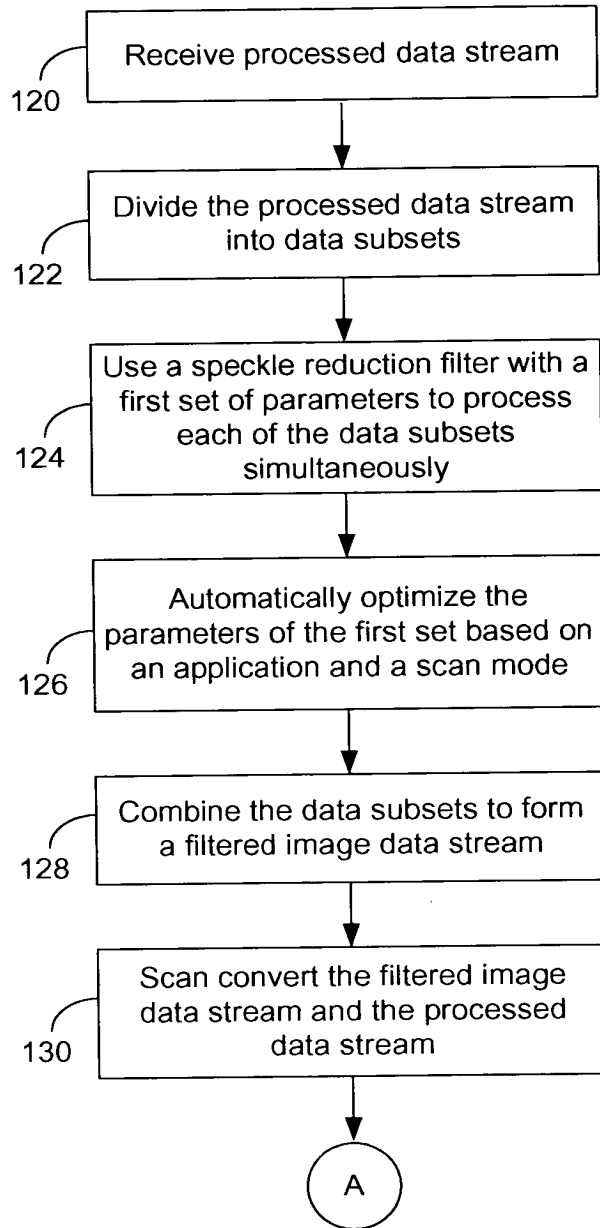 Receive processed data stream
120
Divide the processed data stream
into data subsets
122
Use a speckle reduction filter with a
first set of parameters to process
each of the data subsets
simultaneously
124
Automatically optimize the
parameters of the first set based on
an application and a scan mode
126
Combine the data subsets to form
a filtered image data stream
128
Scan convert the filtered image
data stream and the processed
data stream
130
A